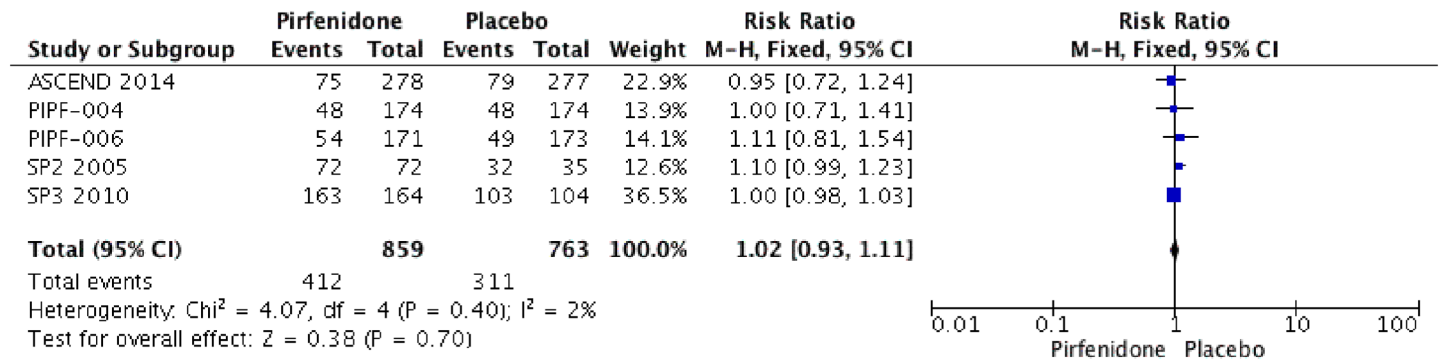 Pirfenidone Placebo Risk Ratio Risk Ratio
Study or Subgroup Events Total Events Total Weight M-H, Fixed, 95% CI M-H, Fixed, 95% CI
ASCEND 2014 75 278 79 277 22.9% 0.95 [0.72, 1.24]
PIPF-004 48 174 48 174 13.9% 1.00 [0.71, 1.41]
PIPF-006 54 171 49 173 14.1% 1.11 [0.81, 1.54]
SP2 2005 72 72 32 35 12.6% 1.10 [0.99, 1.23]
SP3 2010 163 164 103 104 36.5% 1.00 [0.98, 1.03]
Total (95% CI) 859 763 100.0% 1.02 [0.93, 1.11]
Total events 412 311
Heterogeneity: Chi² = 4.07, df = 4 (P = 0.40); I² = 2%
Test for overall effect: Z = 0.38 (P = 0.70)
0.01 0.1 1 10 100
Pirfenidone Placebo